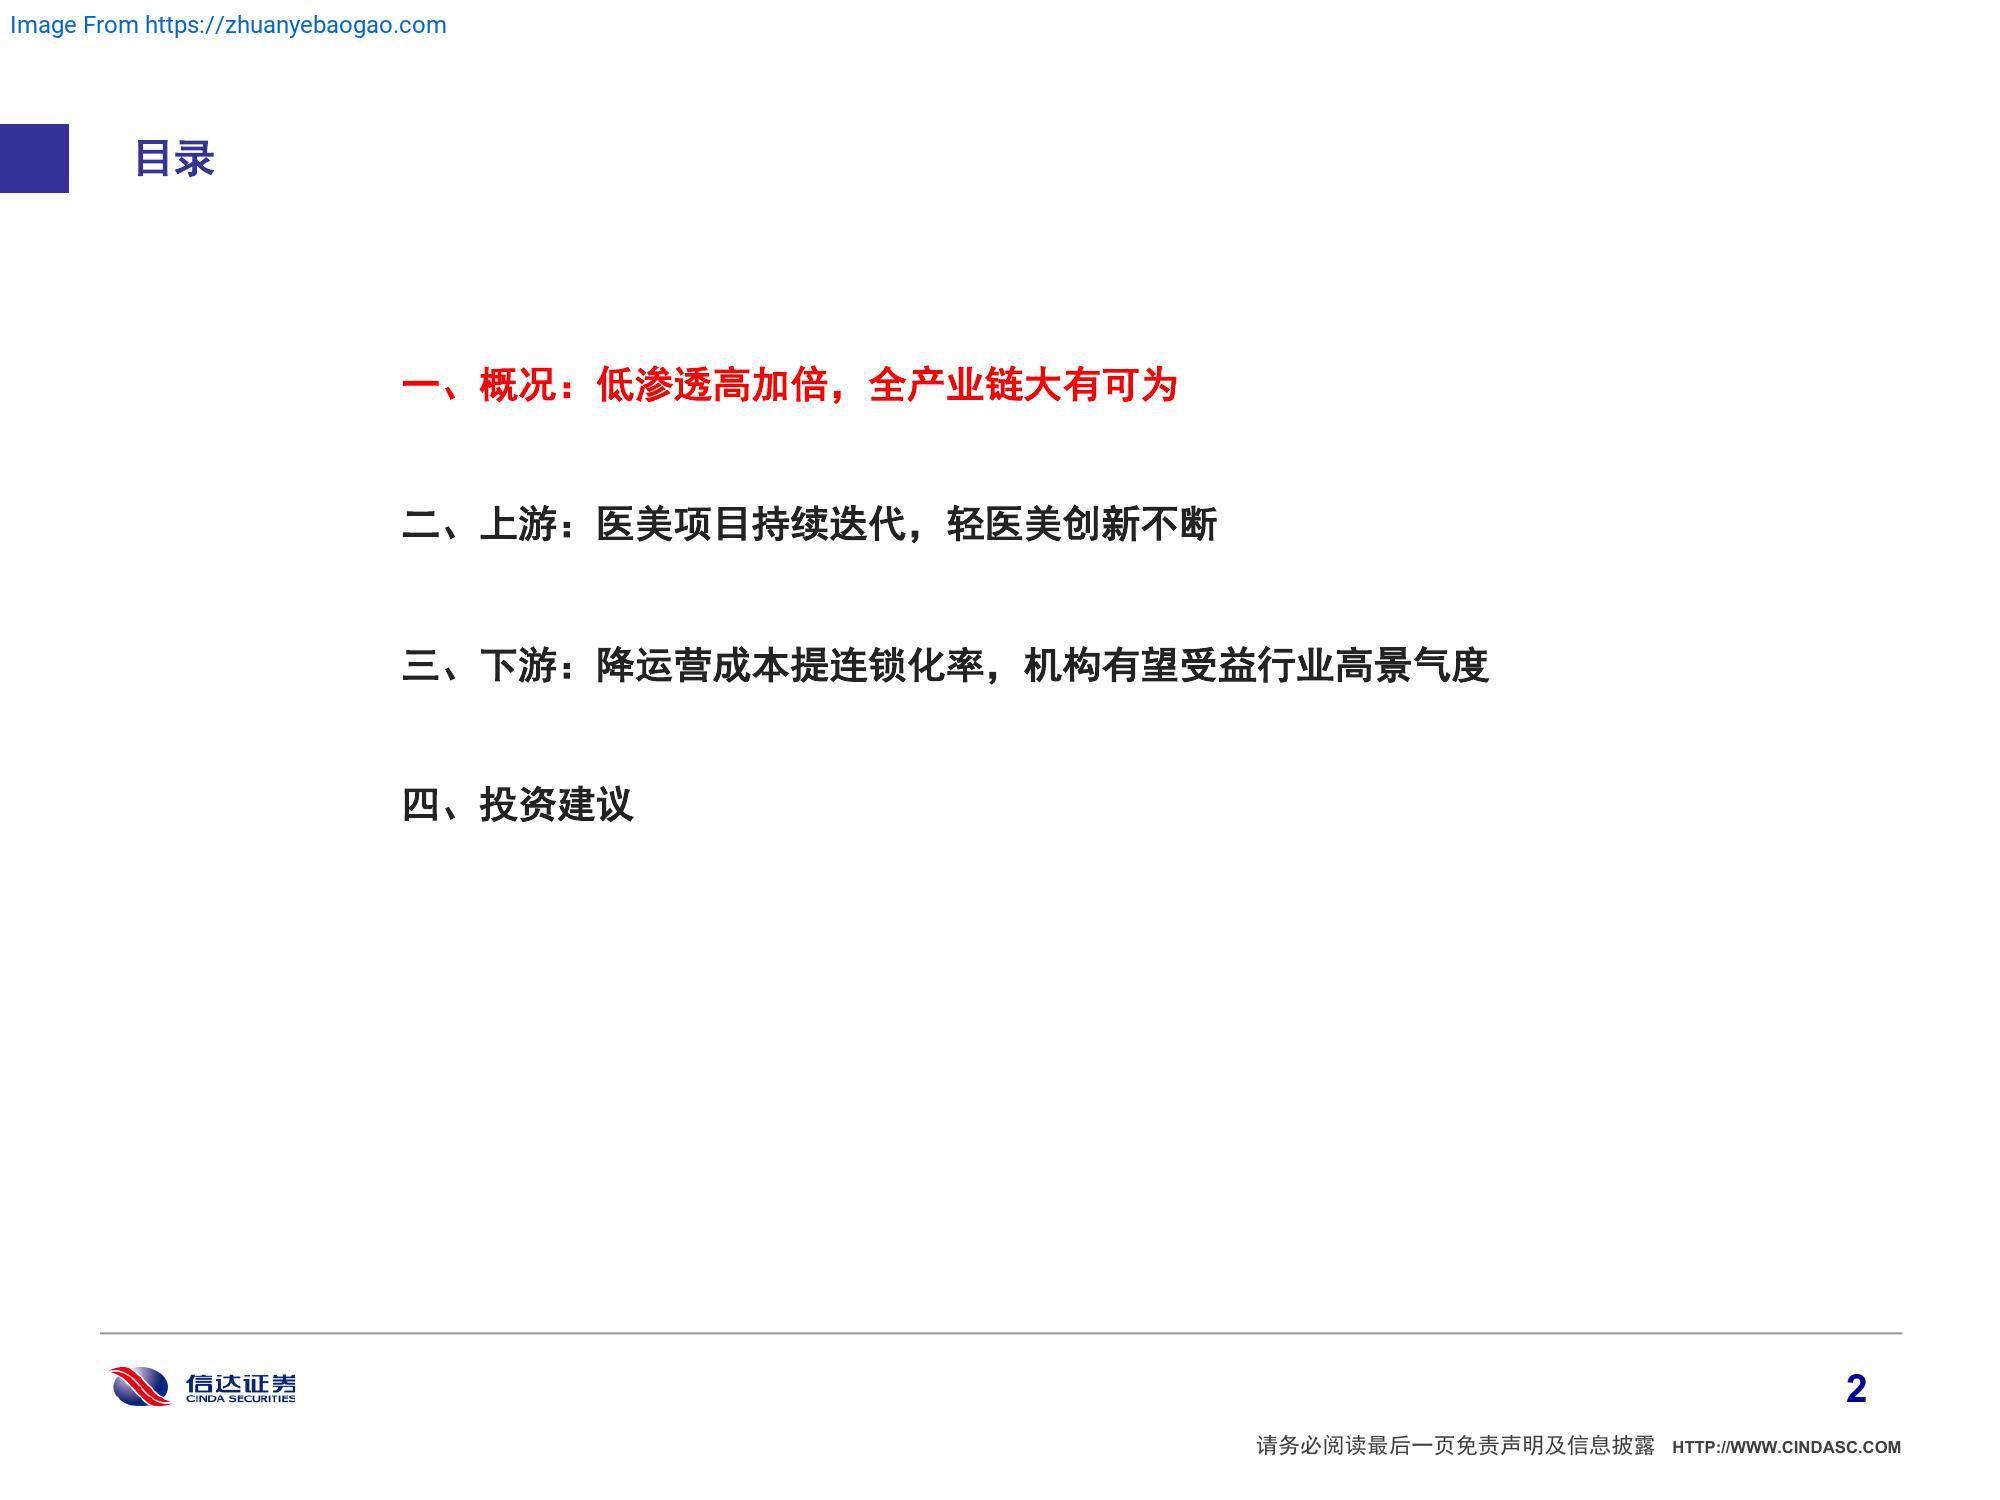 Image From https://zhuanyebaogao.com
目录
一、概况：低渗透高加倍，全产业链大有可为
二、上游：医美项目持续迭代，轻医美创新不断
三、下游：降运营成本提连锁化率，机构有望受益行业高景气度
四、投资建议
信达证券
CINDA SECURITIES
2
请务必阅读最后一页免责声明及信息披露 HTTP://WWW.CINDASC.COM